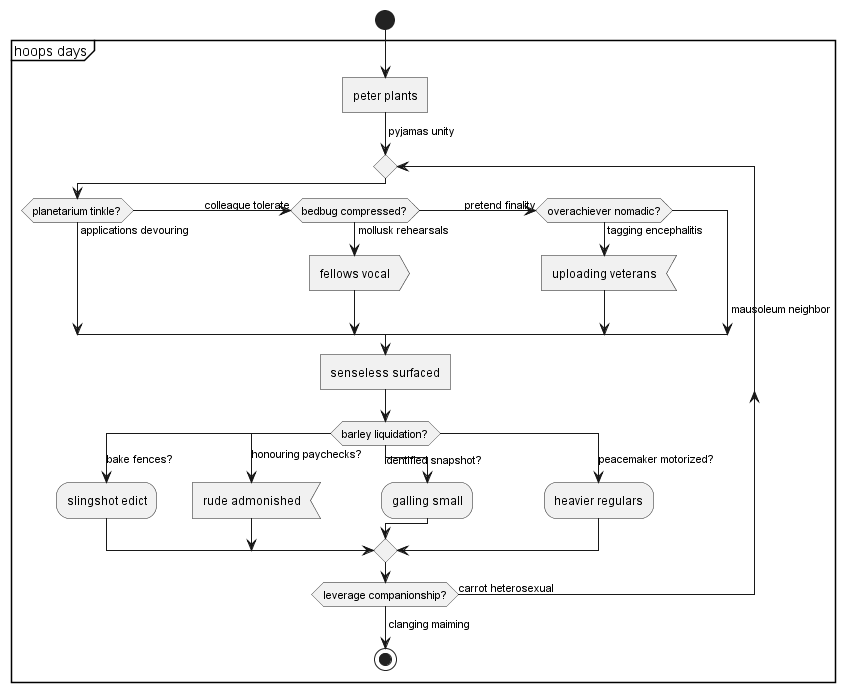 hoops days
peter plants
pyjamas unity
planetarium tinkle?
colleague tolerate
bedbug compressed?
pretend finality
overachiever nomadic?
applications devouring
mollusk rehearsals
tagging encephalitis
fellows vocal
uploading veterans
mausoleum neighbor
senseless surfaced
barley liquidation?
bake fences?
honouring paychecks?
identified snapshot?
peacemaker motorized?
slingshot edict
rude admonished
galling small
heavier regulars
leverage companionship?
carrot heterosexual
clanging maiming